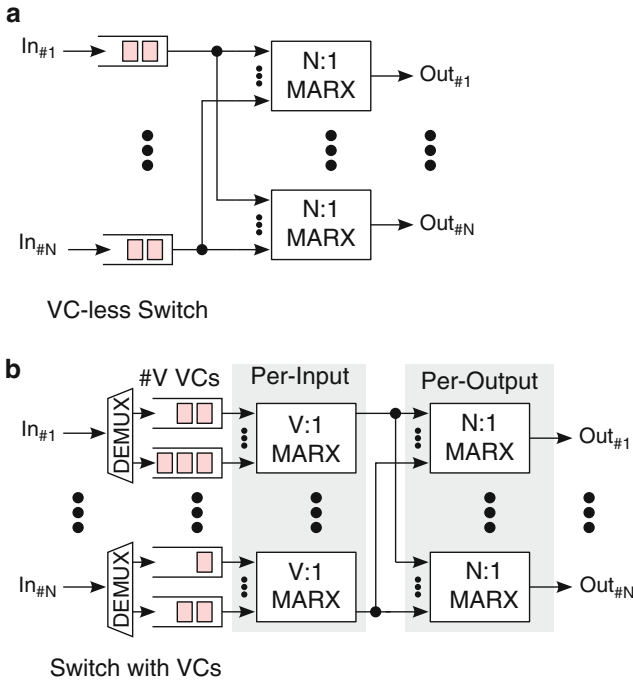 a
In#1
N:1
MARX
Out#1
In#N
N:1
MARX
Out#N
VC-less Switch
b
#V VCs
Per-Input
Per-Output
In#1
DEMUX
V:1
MARX
N:1
MARX
Out#1
In#N
DEMUX
V:1
MARX
N:1
MARX
Out#N
Switch with VCs